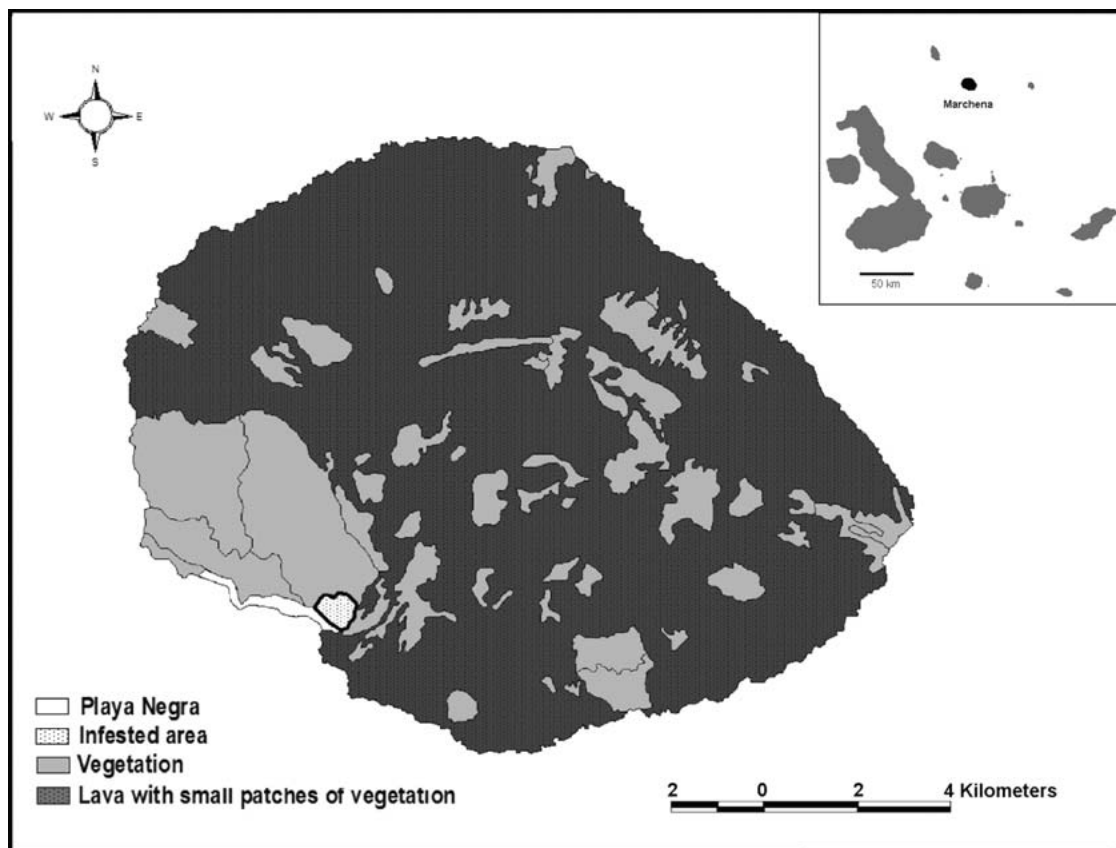 N
W E
S
Marchena
50 km
Playa Negra
Infested area
Vegetation
Lava with small patches of vegetation
2 0 2 4 Kilometers